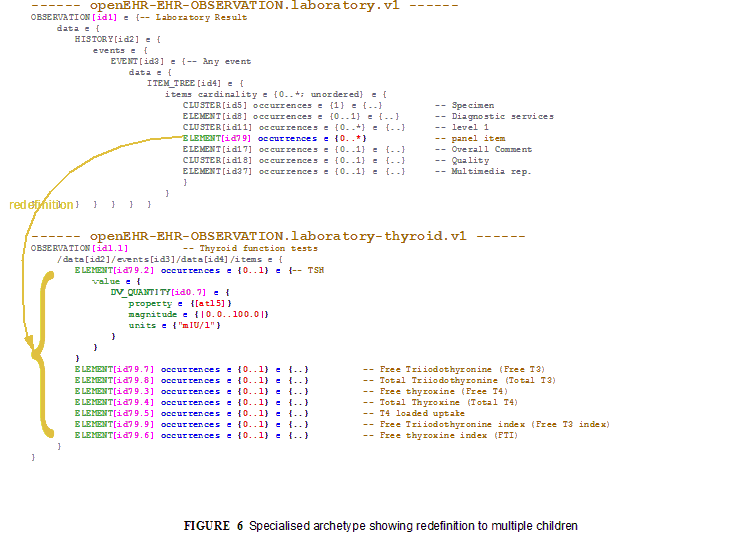 ------ openEHR-EHR-OBSERVATION.laboratory.v1 ------
OBSERVATION[id1] ∈ {-- Laboratory Result
data ∈ {
HISTORY[id2] ∈ {
events ∈ {
EVENT[id3] ∈ {-- Any event
data ∈ {
ITEM_TREE[id4] ∈ {
items cardinality ∈ {0..*; unordered} ∈ {
CLUSTER[id5] occurrences ∈ {1} ∈ {..} -- Specimen
ELEMENT[id8] occurrences ∈ {0..1} ∈ {..} -- Diagnostic services
CLUSTER[id11] occurrences ∈ {0..*} ∈ {..} -- level 1
ELEMENT[id79] occurrences ∈ {0..*} -- panel item
ELEMENT[id17] occurrences ∈ {0..1} ∈ {..} -- Overall Comment
CLUSTER[id18] occurrences ∈ {0..1} ∈ {..} -- Quality
ELEMENT[id37] occurrences ∈ {0..1} ∈ {..} -- Multimedia rep.
}
}
redefinition
} } } } } } }
------ openEHR-EHR-OBSERVATION.laboratory-thyroid.v1 ------
OBSERVATION[id1.1] -- Thyroid function tests
/data[id2]/events[id3]/data[id4]/items ∈ {
ELEMENT[id79.2] occurrences ∈ {0..1} ∈ {-- TSH
value ∈ {
DV_QUANTITY[id0.7] ∈ {
property ∈ {[at15]}
magnitude ∈ {|0.0..100.0|}
units ∈ {"mIU/l"}
}
}
}
ELEMENT[id79.7] occurrences ∈ {0..1} ∈ {..} -- Free Triiodothyronine (Free T3)
ELEMENT[id79.8] occurrences ∈ {0..1} ∈ {..} -- Total Triiodothyronine (Total T3)
ELEMENT[id79.3] occurrences ∈ {0..1} ∈ {..} -- Free thyroxine (Free T4)
ELEMENT[id79.4] occurrences ∈ {0..1} ∈ {..} -- Total Thyroxine (Total T4)
ELEMENT[id79.5] occurrences ∈ {0..1} ∈ {..} -- T4 loaded uptake
ELEMENT[id79.9] occurrences ∈ {0..1} ∈ {..} -- Free Triiodothyronine index (Free T3 index)
ELEMENT[id79.6] occurrences ∈ {0..1} ∈ {..} -- Free thyroxine index (FTI)
}
}
FIGURE 6 Specialised archetype showing redefinition to multiple children